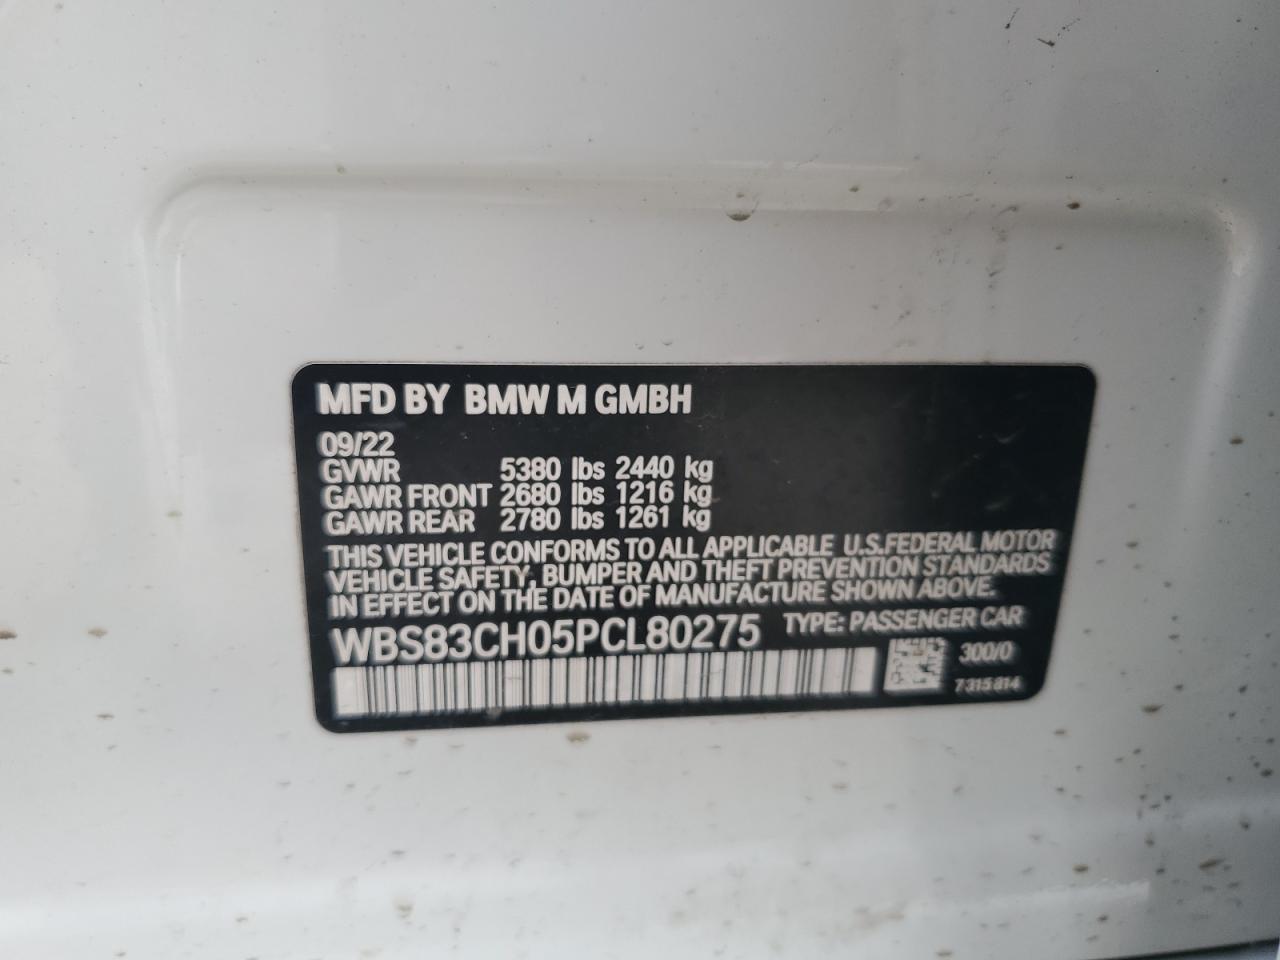 MFD BY BMW M GMBH
09/22
GVWR 5380 lbs 2440 kg
GAWR FRONT 2680 lbs 1216 kg
GAWR REAR 2780 lbs 1261 kg
THIS VEHICLE CONFORMS TO ALL APPLICABLE U.S.FEDERAL MOTOR
VEHICLE SAFETY, BUMPER AND THEFT PREVENTION STANDARDS
IN EFFECT ON THE DATE OF MANUFACTURE SHOWN ABOVE.
WBS83CH05PCL80275 TYPE: PASSENGER CAR
300/0
7315814